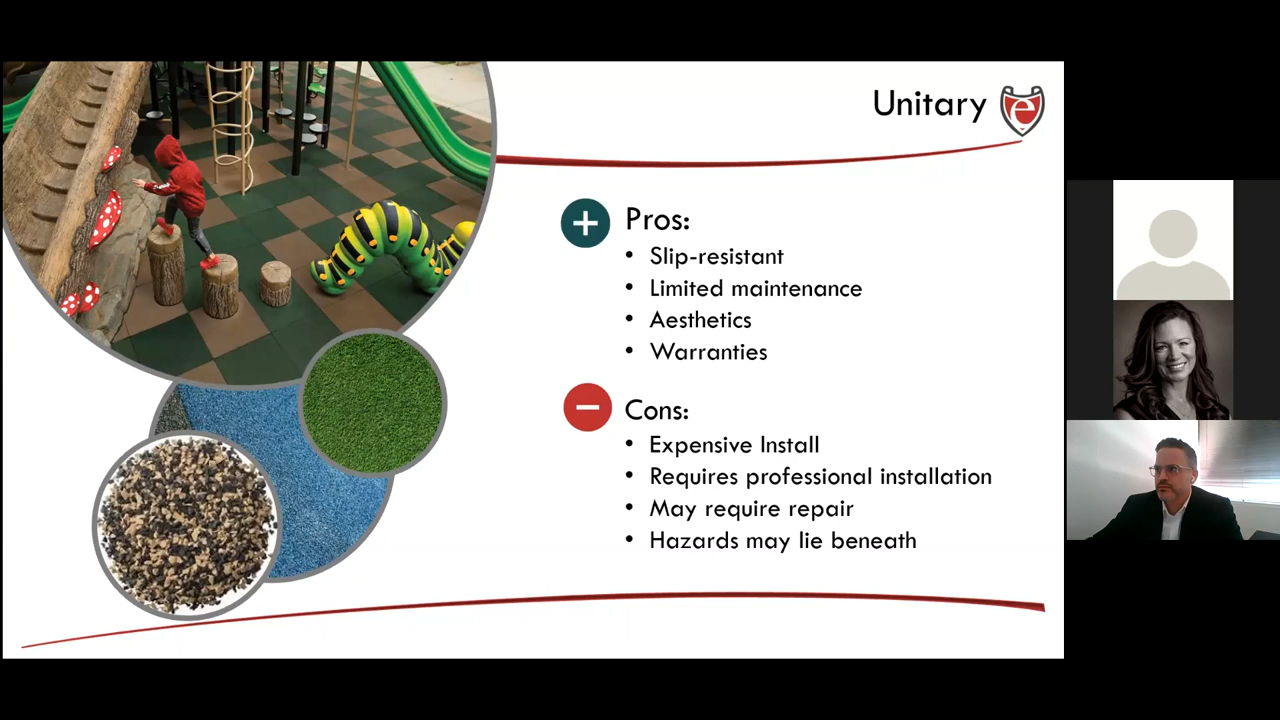 Unitary
e
Pros:
• Slip-resistant
• Limited maintenance
• Aesthetics
• Warranties
Cons:
• Expensive Install
• Requires professional installation
• May require repair
• Hazards may lie beneath